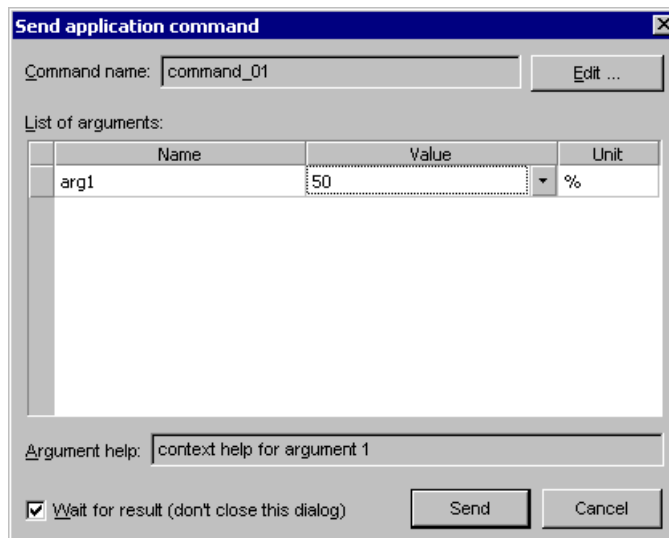 Send application command
Command name: command_01 Edit ...
List of arguments:
Name Value Unit
arg1 50 %
Argument help: context help for argument 1
Wait for result (don't close this dialog) Send Cancel